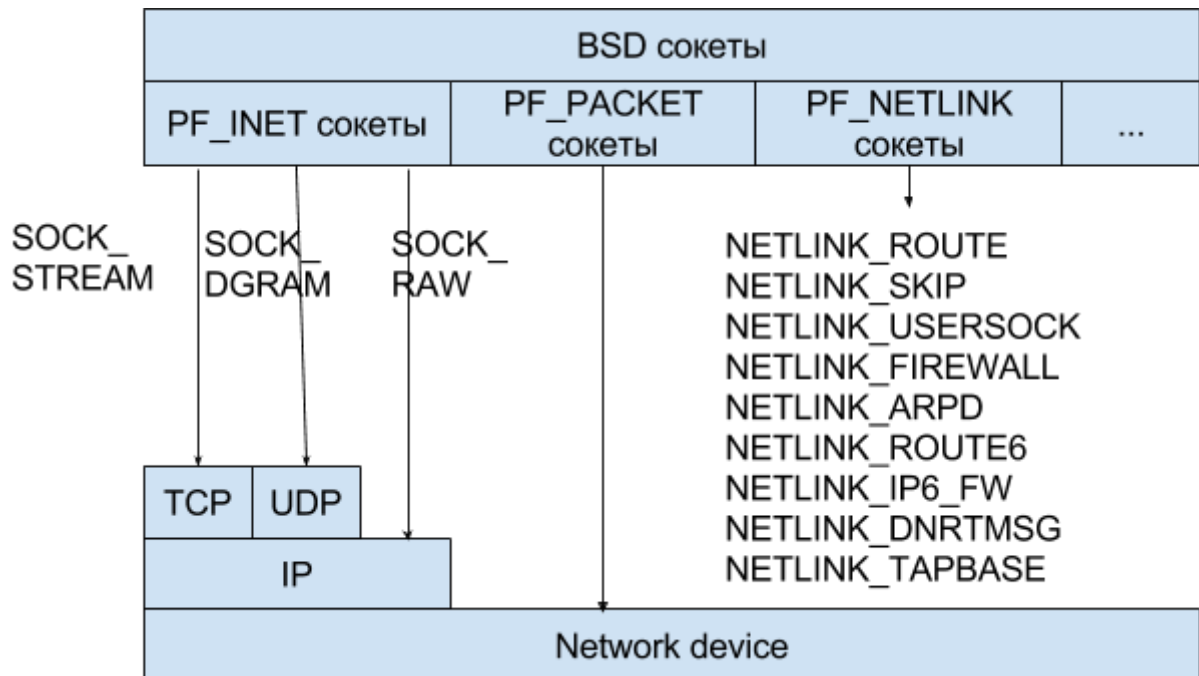 BSD сокеты
PF_INET сокеты
PF_PACKET
сокеты
PF_NETLINK
сокеты
...
SOCK_
STREAM
SOCK_
DGRAM
SOCK_
RAW
NETLINK_ROUTE
NETLINK_SKIP
NETLINK_USERSOCK
NETLINK_FIREWALL
NETLINK_ARPD
NETLINK_ROUTE6
NETLINK_IP6_FW
NETLINK_DNRTMSG
NETLINK_TAPBASE
TCP
UDP
IP
Network device